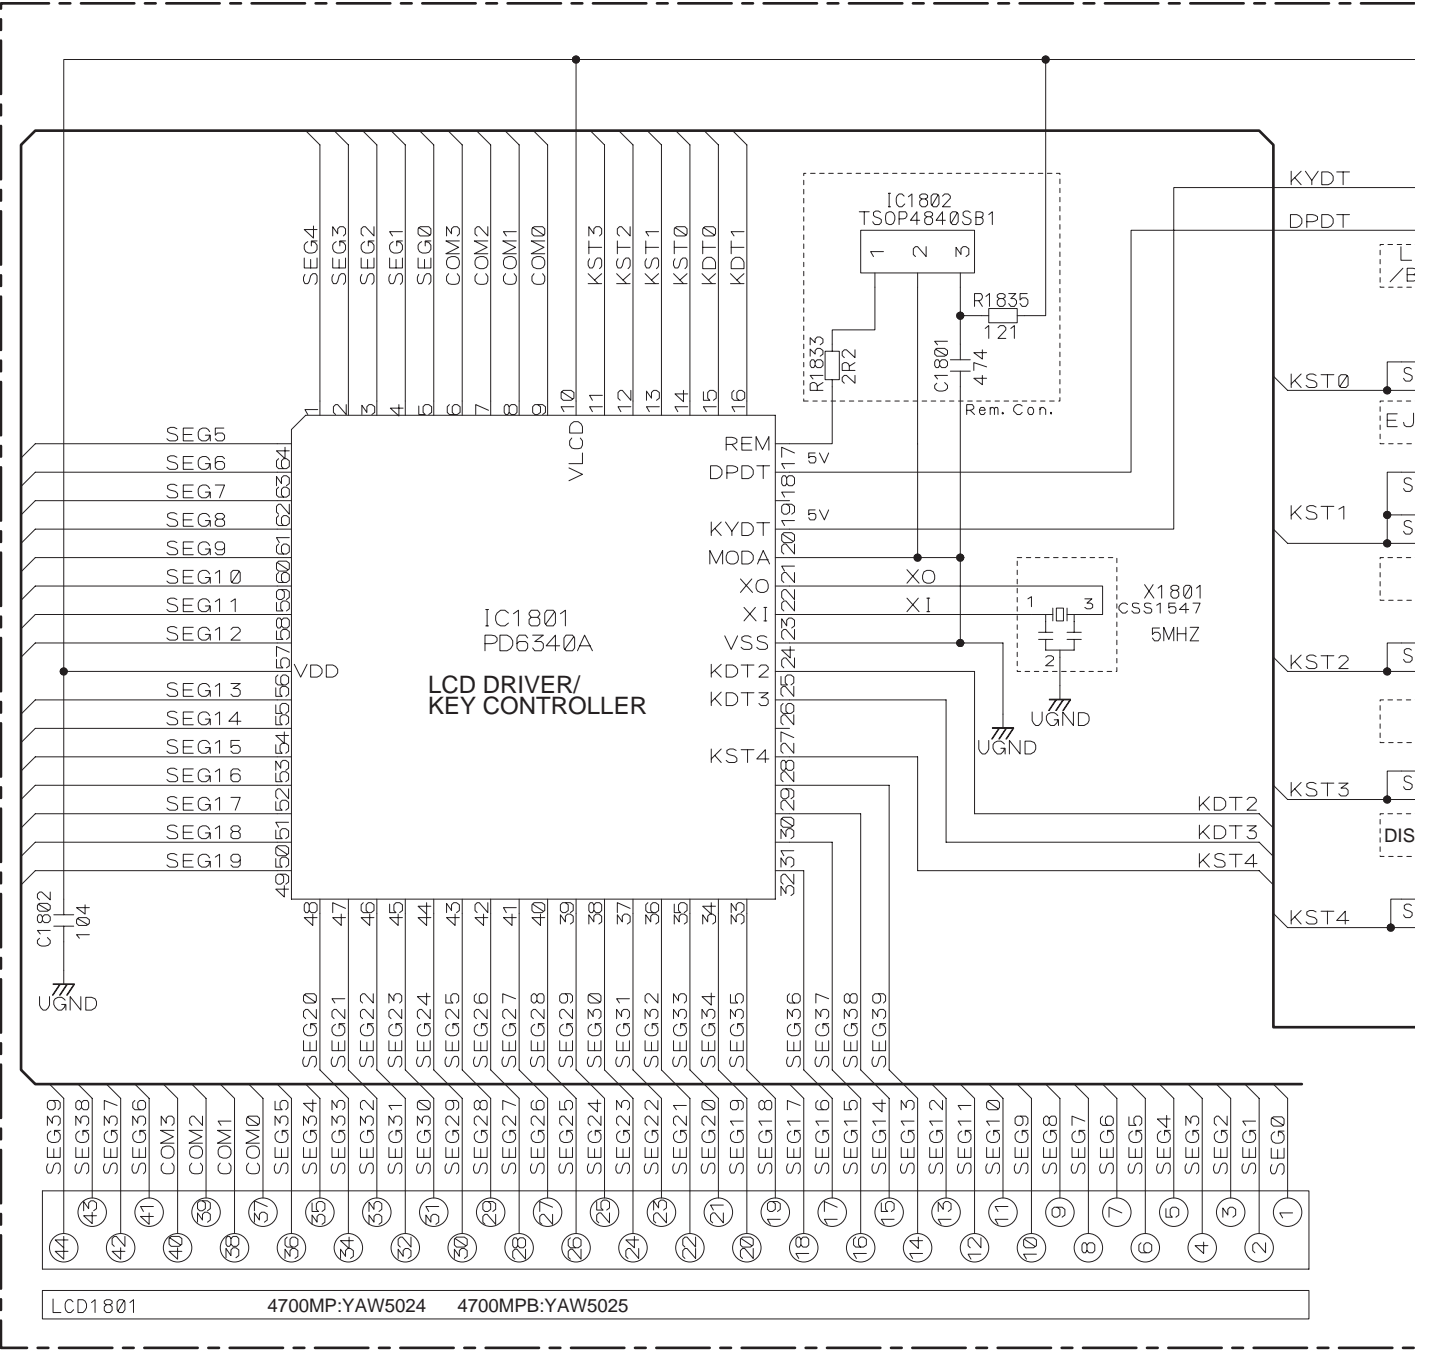 KYDT
DPDT
IC1802
TSOP4840SB1
1 2 3
R1835
121
R1833
2R2
C1801
474
Rem. Con.
SEG4
SEG3
SEG2
SEG1
SEG0
COM3
COM2
COM1
COM0
KST3
KST2
KST1
KST0
KDT0
KDT1
1 2 3 4 5 6 7 8 9 10 11 12 13 14 15 16
VLCD
SEG5 64
SEG6 63
SEG7 62
SEG8 61
SEG9 60
SEG10 59
SEG11 58
SEG12 57
VDD 56
SEG13 55
SEG14 54
SEG15 53
SEG16 52
SEG17 51
SEG18 50
SEG19 49
IC1801
PD6340A
LCD DRIVER/
KEY CONTROLLER
REM 17
5V
DPDT 18
19
5V
KYDT 20
MODA 21
XO 22
XI 23
VSS 24
KDT2 25
KDT3 26
27
KST4 28
29
30
31
32
XO
XI
1 3
2
X1801
CSS1547
5MHZ
UGND
UGND
KDT2
KDT3
KST4
KST0
KST1
KST2
KST3
KST4
L
/B
S
EJ
S
S
S
S
DIS
S
C1802
104
UGND
48 47 46 45 44 43 42 41 40 39 38 37 36 35 34 33
SEG20
SEG21
SEG22
SEG23
SEG24
SEG25
SEG26
SEG27
SEG28
SEG29
SEG30
SEG31
SEG32
SEG33
SEG34
SEG35
SEG36
SEG37
SEG38
SEG39
SEG39
SEG38
SEG37
SEG36
COM3
COM2
COM1
COM0
SEG35
SEG34
SEG33
SEG32
SEG31
SEG30
SEG29
SEG28
SEG27
SEG26
SEG25
SEG24
SEG23
SEG22
SEG21
SEG20
SEG19
SEG18
SEG17
SEG16
SEG15
SEG14
SEG13
SEG12
SEG11
SEG10
SEG9
SEG8
SEG7
SEG6
SEG5
SEG4
SEG3
SEG2
SEG1
SEG0
43 41 39 37 35 33 31 29 27 25 23 21 19 17 15 13 11 9 7 5 3 1
44 42 40 38 36 34 32 30 28 26 24 22 20 18 16 14 12 10 8 6 4 2
LCD1801 4700MP:YAW5024 4700MPB:YAW5025